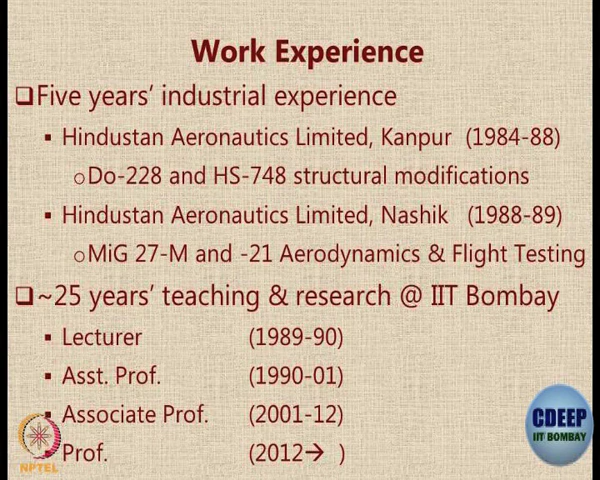 Work Experience
❑Five years’ industrial experience
▪ Hindustan Aeronautics Limited, Kanpur (1984-88)
oDo-228 and HS-748 structural modifications
▪ Hindustan Aeronautics Limited, Nashik (1988-89)
oMiG 27-M and -21 Aerodynamics & Flight Testing
❑~25 years’ teaching & research @ IIT Bombay
▪ Lecturer (1989-90)
▪ Asst. Prof. (1990-01)
▪ Associate Prof. (2001-12)
Prof. (2012→ )
NPTEL
CDEEP
IIT BOMBAY